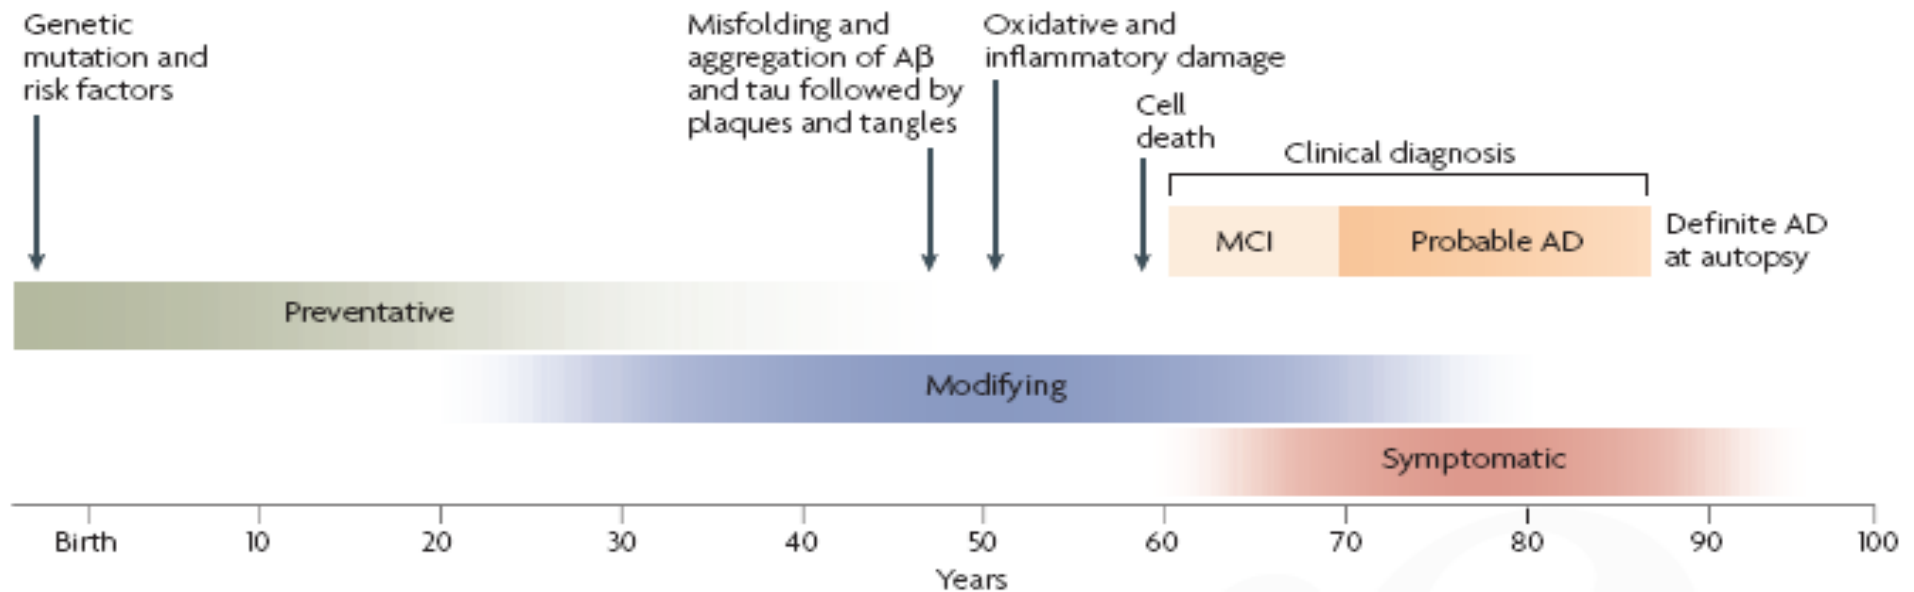 Genetic
mutation and
risk factors
Misfolding and
aggregation of Aβ
and tau followed by
plaques and tangles
Oxidative and
inflammatory damage
Cell
death
Clinical diagnosis
MCI
Probable AD
Definite AD
at autopsy
Preventative
Modifying
Symptomatic
Birth 10 20 30 40 50 60 70 80 90 100
Years